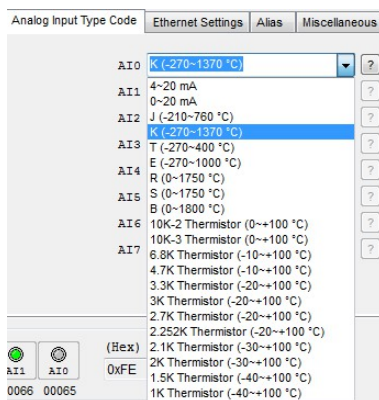 Analog Input Type Code Ethernet Settings Alias Miscellaneous
AI0 K (-270~1370 °C) ?
AI1 4~20 mA ?
0~20 mA
AI2 J (-210~760 °C) ?
K (-270~1370 °C)
AI3 T (-270~400 °C) ?
E (-270~1000 °C)
AI4 R (0~1750 °C) ?
AI5 S (0~1750 °C) ?
B (0~1800 °C)
AI6 10K-2 Thermistor (0~+100 °C) ?
10K-3 Thermistor (0~+100 °C)
AI7 6.8K Thermistor (-10~+100 °C) ?
4.7K Thermistor (-10~+100 °C)
3.3K Thermistor (-20~+100 °C)
3K Thermistor (-20~+100 °C)
2.7K Thermistor (-20~+100 °C)
2.252K Thermistor (-20~+100 °C)
(Hex) 2.1K Thermistor (-30~+100 °C)
AI1 AI0 0xFE 2K Thermistor (-30~+100 °C)
1.5K Thermistor (-40~+100 °C)
0066 00065 1K Thermistor (-40~+100 °C)